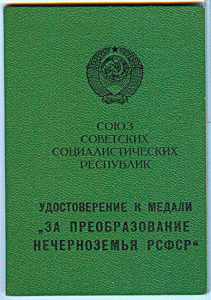 СОЮЗ
СОВЕТСКИХ
СОЦИАЛИСТИЧЕСКИХ
РЕСПУБЛИК
УДОСТОВЕРЕНИЕ К МЕДАЛИ
„ЗА ПРЕОБРАЗОВАНИЕ
НЕЧЕРНОЗЕМЬЯ РСФСР“